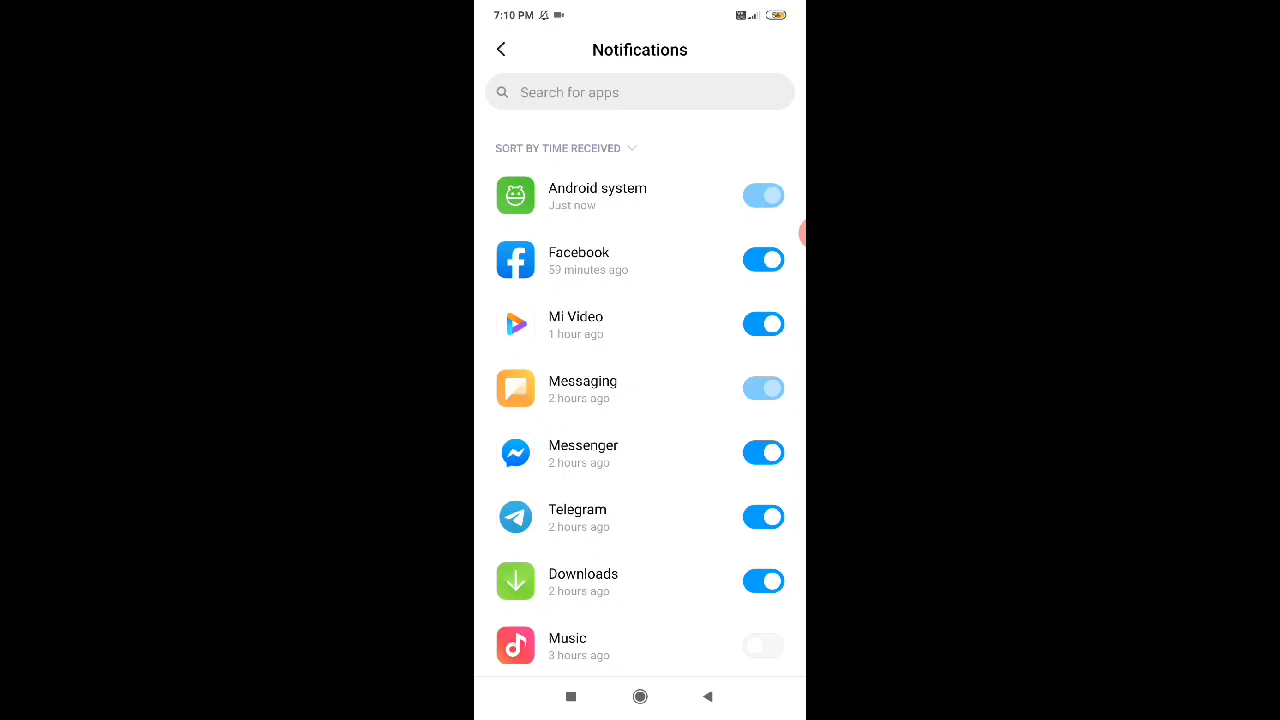 7:10 PM
56
Notifications
Search for apps
SORT BY TIME RECEIVED
Android system
Just now
Facebook
59 minutes ago
Mi Video
1 hour ago
Messaging
2 hours ago
Messenger
2 hours ago
Telegram
2 hours ago
Downloads
2 hours ago
Music
3 hours ago